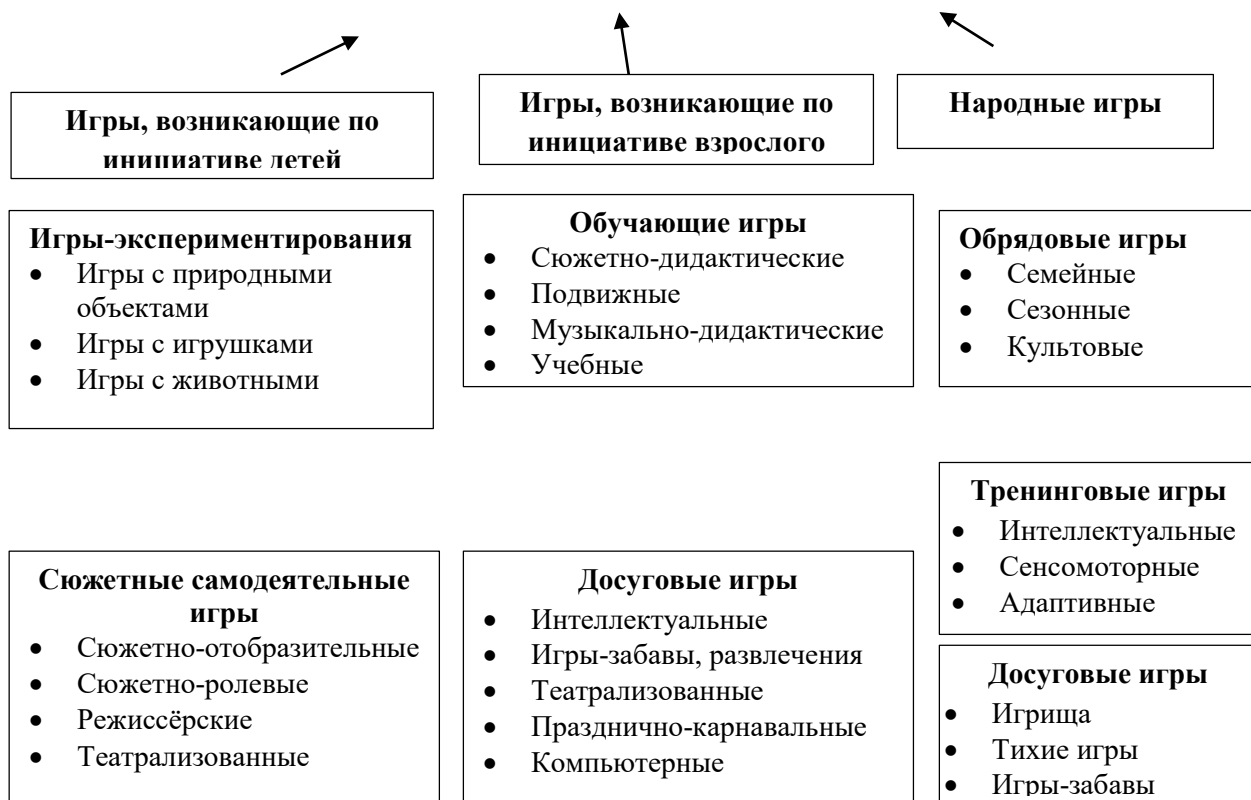 Игры, возникающие по
инициативе детей
Игры, возникающие по
инициативе взрослого
Народные игры
Игры-экспериментирования
• Игры с природными
объектами
• Игры с игрушками
• Игры с животными
Обучающие игры
• Сюжетно-дидактические
• Подвижные
• Музыкально-дидактические
• Учебные
Обрядовые игры
• Семейные
• Сезонные
• Культовые
Тренинговые игры
• Интеллектуальные
• Сенсомоторные
• Адаптивные
Сюжетные самодеятельные
игры
• Сюжетно-отобразительные
• Сюжетно-ролевые
• Режиссёрские
• Театрализованные
Досуговые игры
• Интеллектуальные
• Игры-забавы, развлечения
• Театрализованные
• Празднично-карнавальные
• Компьютерные
Досуговые игры
• Игрища
• Тихие игры
• Игры-забавы